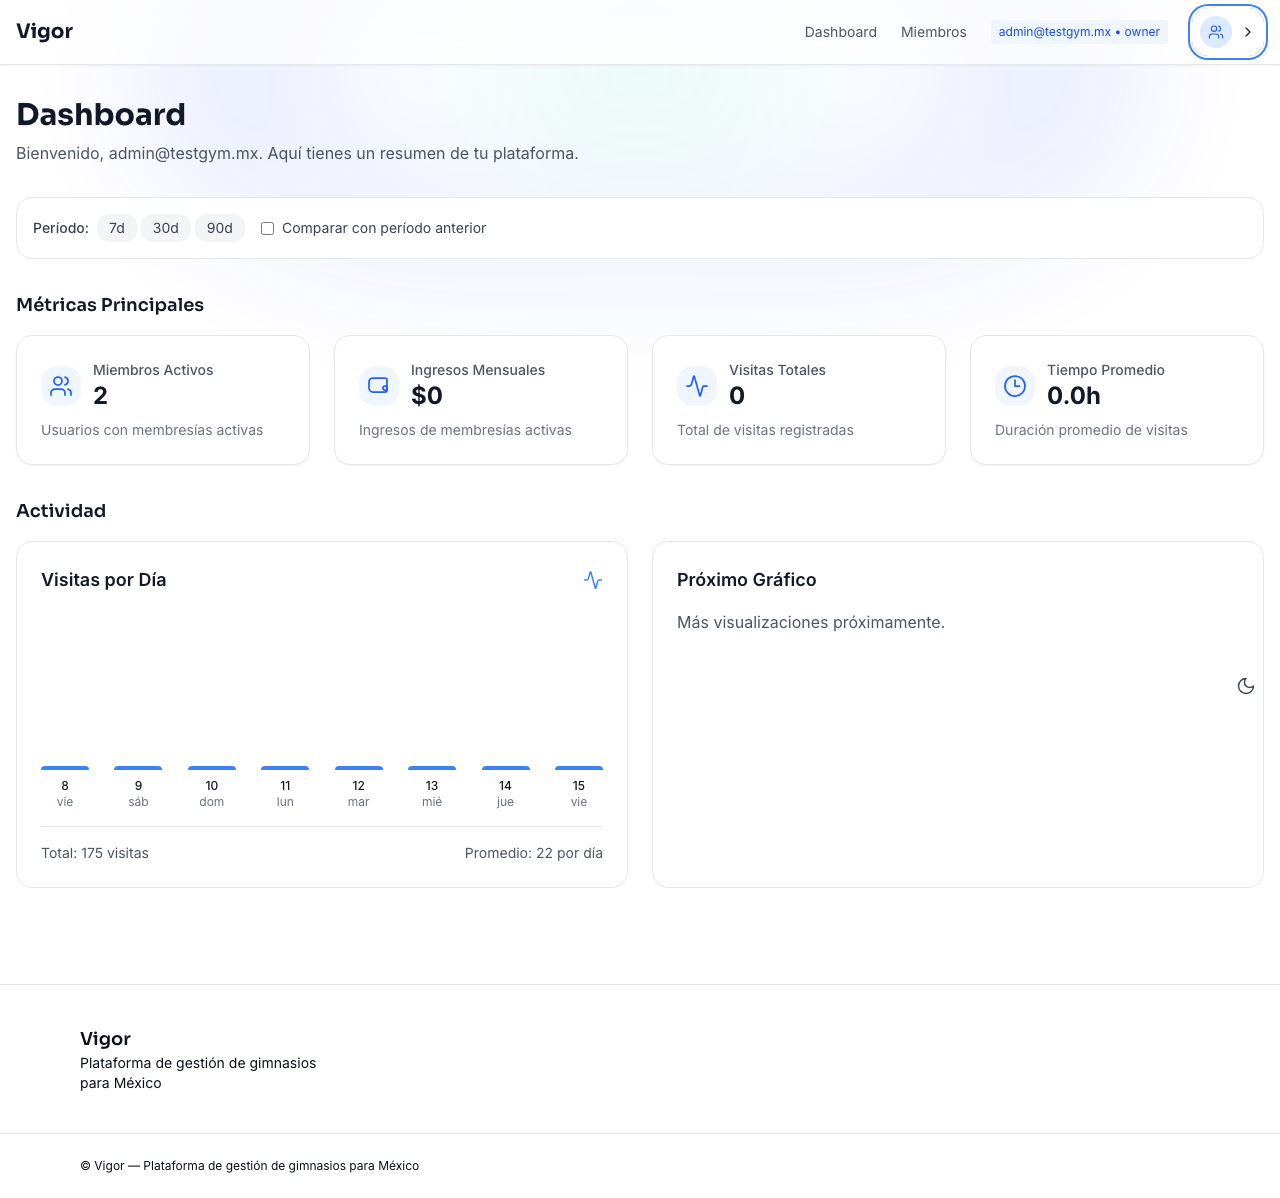 Vigor
Dashboard
Miembros
admin@testgym.mx • owner
Dashboard
Bienvenido, admin@testgym.mx. Aquí tienes un resumen de tu plataforma.
Período:
7d
30d
90d
Comparar con período anterior
Métricas Principales
Miembros Activos
2
Usuarios con membresías activas
Ingresos Mensuales
$0
Ingresos de membresías activas
Visitas Totales
0
Total de visitas registradas
Tiempo Promedio
0.0h
Duración promedio de visitas
Actividad
Visitas por Día
8 9 10 11 12 13 14 15
vie sáb dom lun mar mié jue vie
Total: 175 visitas
Promedio: 22 por día
Próximo Gráfico
Más visualizaciones próximamente.
Vigor
Plataforma de gestión de gimnasios
para México
© Vigor — Plataforma de gestión de gimnasios para México